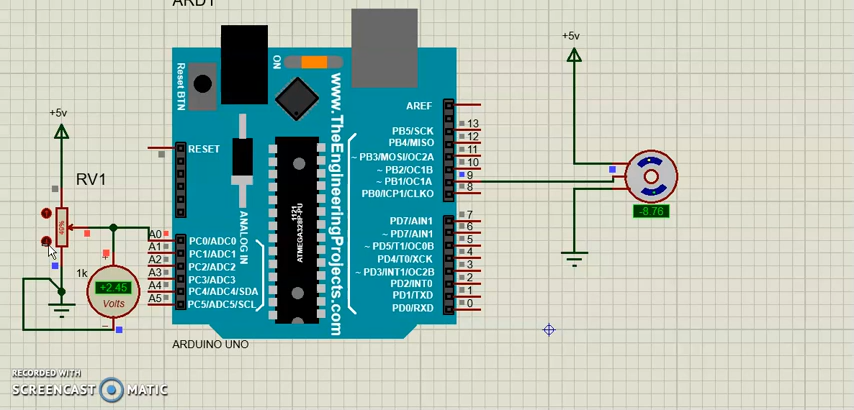 ARD1
+5v
RV1
49%
1k
+2.45
Volts
Reset BTN
ON
www.TheEngineeringProjects.com
RESET
ANALOG IN
ATMEGA328P-PU
1121
A0
A1
A2
A3
A4
A5
PC0/ADC0
PC1/ADC1
PC2/ADC2
PC3/ADC3
PC4/ADC4/SDA
PC5/ADC5/SCL
AREF
PB5/SCK 13
PB4/MISO 12
~ PB3/MOSI/OC2A 11
~ PB2/OC1B 10
~ PB1/OC1A 9
PB0/ICP1/CLKO 8
PD7/AIN1 7
~ PD7/AIN1 6
~ PD5/T1/OC0B 5
PD4/T0/XCK 4
~ PD3/INT1/OC2B 3
PD2/INT0 2
PD1/TXD 1
PD0/RXD 0
ARDUINO UNO
+5v
-8.76
RECORDED WITH
SCREENCAST MATIC